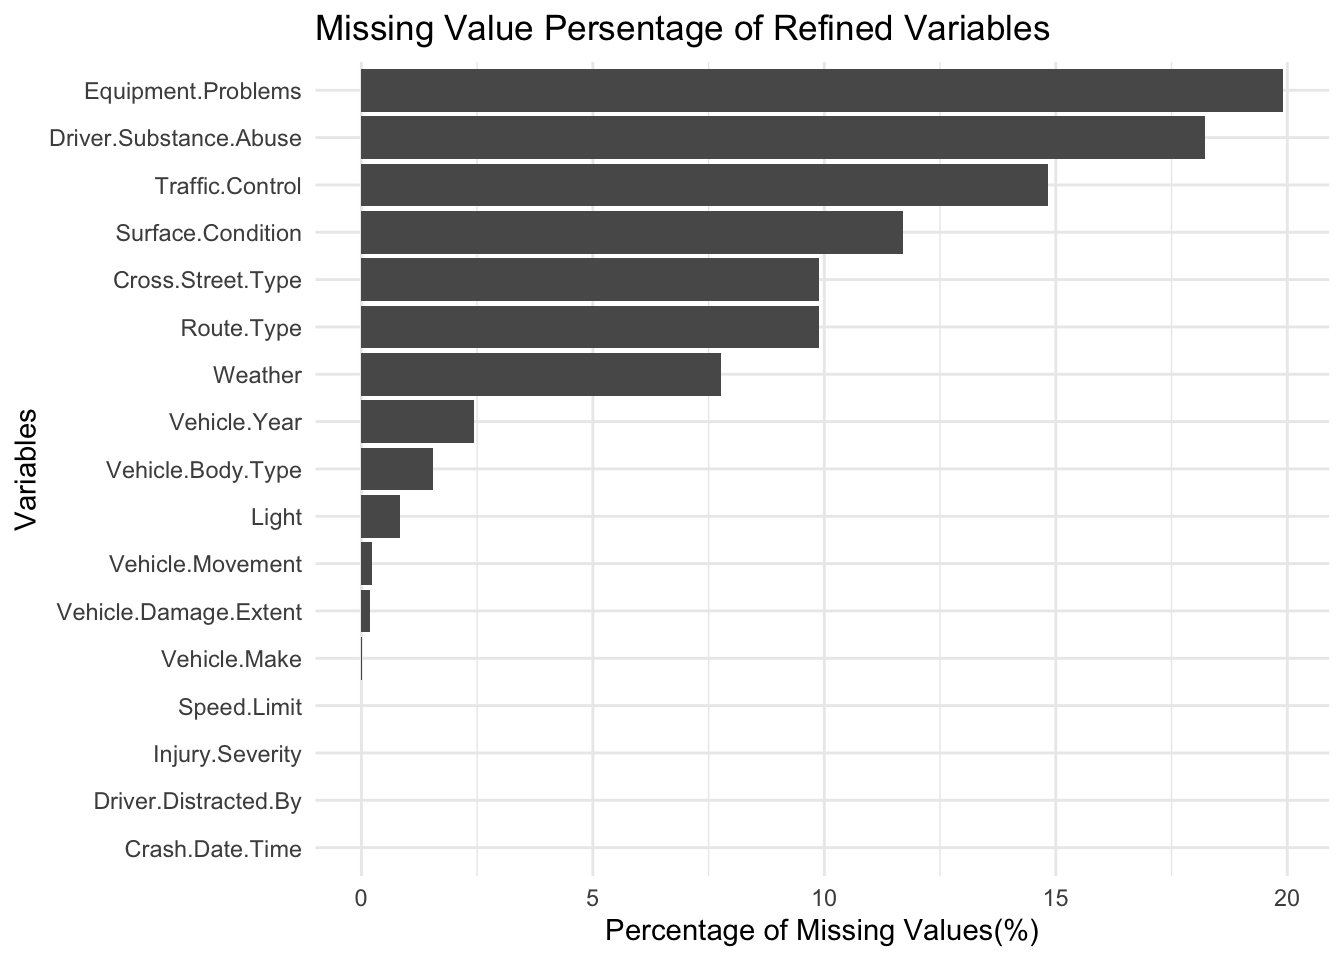 Missing Value Persentage of Refined Variables
Equipment.Problems
Driver.Substance.Abuse
Traffic.Control
Surface.Condition
Cross.Street.Type
Route.Type
Weather
Vehicle.Year
Vehicle.Body.Type
Light
Vehicle.Movement
Vehicle.Damage.Extent
Vehicle.Make
Speed.Limit
Injury.Severity
Driver.Distracted.By
Crash.Date.Time
Variables
0 5 10 15 20
Percentage of Missing Values(%)